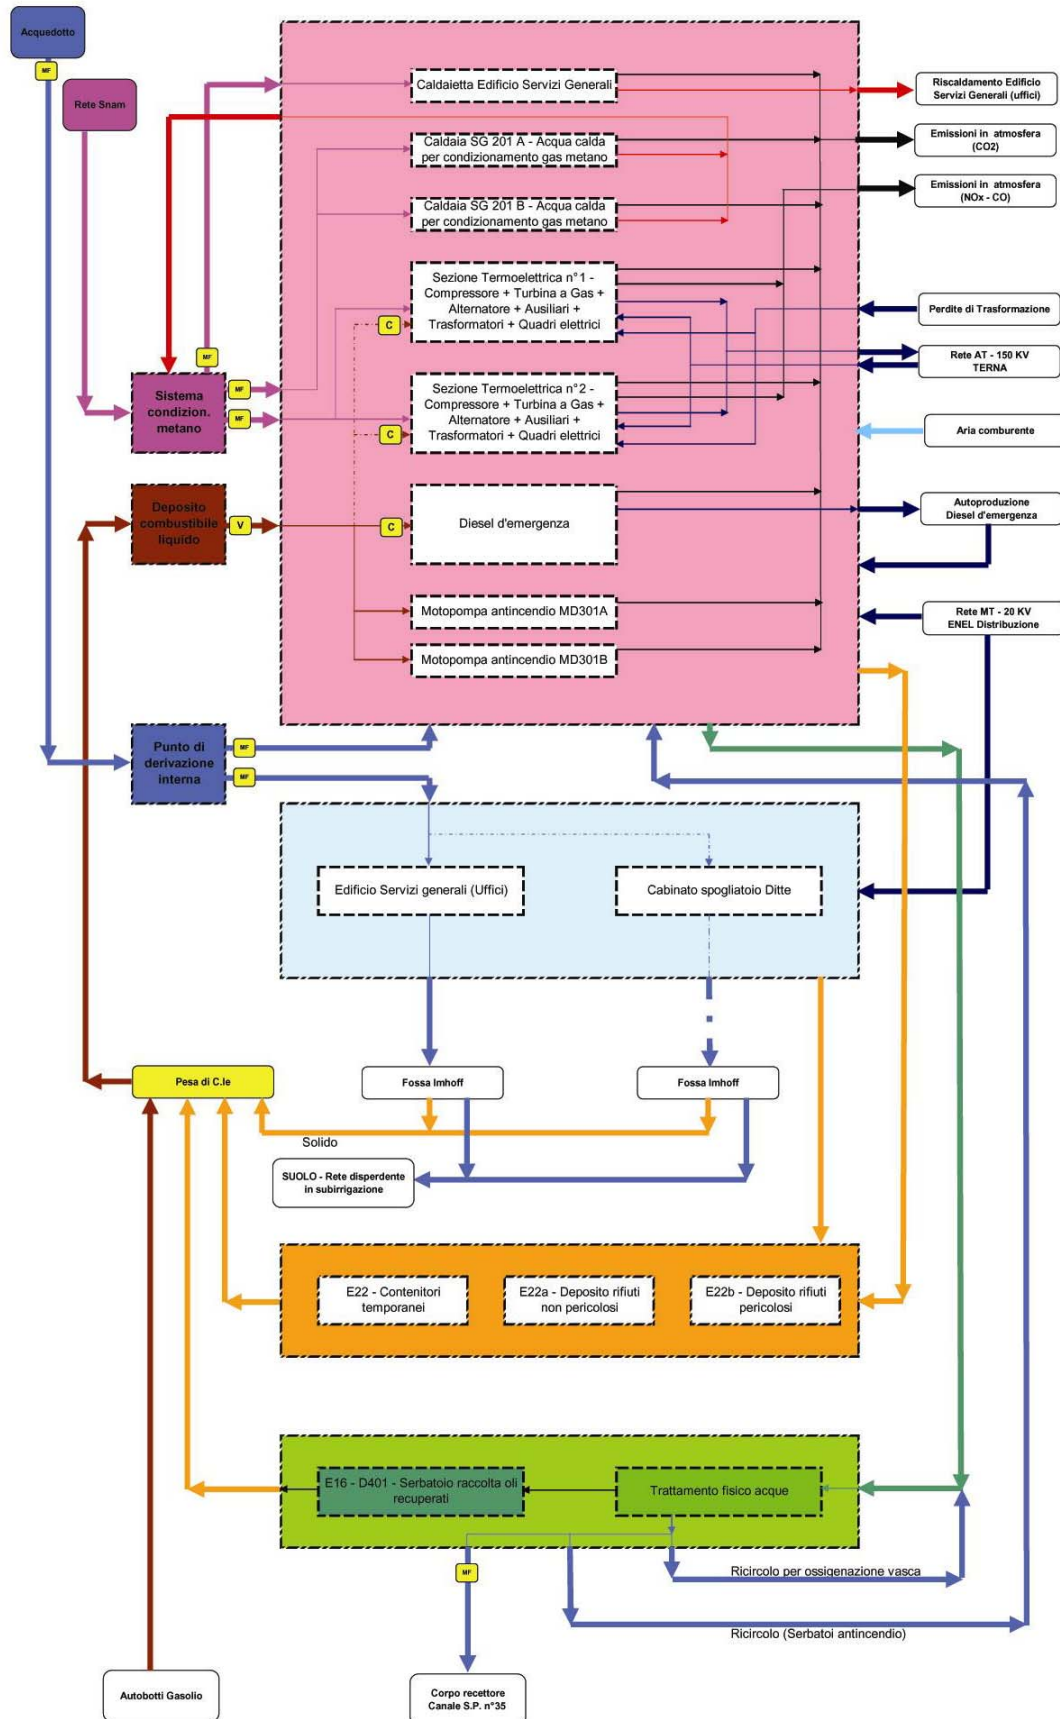 Acquedotto
MF
Rete Snam
Caldaietta Edificio Servizi Generali
Riscaldamento Edificio
Servizi Generali (uffici)
Caldaia SG 201 A - Acqua calda
per condizionamento gas metano
Emissioni in atmosfera
(CO2)
Emissioni in atmosfera
(NOx - CO)
Caldaia SG 201 B - Acqua calda
per condizionamento gas metano
Sezione Termoelettrica n°1 -
Compressore + Turbina a Gas +
Alternatore + Ausiliari +
Trasformatori + Quadri elettrici
C
Perdite di Trasformazione
Rete AT - 150 KV
TERNA
MF
Sistema
condizion.
metano
MF
MF
Sezione Termoelettrica n°2 -
Compressore + Turbina a Gas +
Alternatore + Ausiliari +
Trasformatori + Quadri elettrici
C
Aria comburente
Deposito
combustibile
liquido
V
C
Diesel d'emergenza
Autoproduzione
Diesel d'emergenza
Motopompa antincendio MD301A
Rete MT - 20 KV
ENEL Distribuzione
Motopompa antincendio MD301B
Punto di
derivazione
interna
MF
MF
Edificio Servizi generali (Uffici)
Cabinato spogliatoio Ditte
Pesa di C.le
Fossa Imhoff
Fossa Imhoff
Solido
SUOLO - Rete disperdente
in subirrigazione
E22 - Contenitori
temporanei
E22a - Deposito rifiuti
non pericolosi
E22b - Deposito rifiuti
pericolosi
E16 - D401 - Serbatoio raccolta oli
recuperati
Trattamento fisico acque
MF
Ricircolo per ossigenazione vasca
Ricircolo (Serbatoi antincendio)
Autobotti Gasolio
Corpo recettore
Canale S.P. n°35